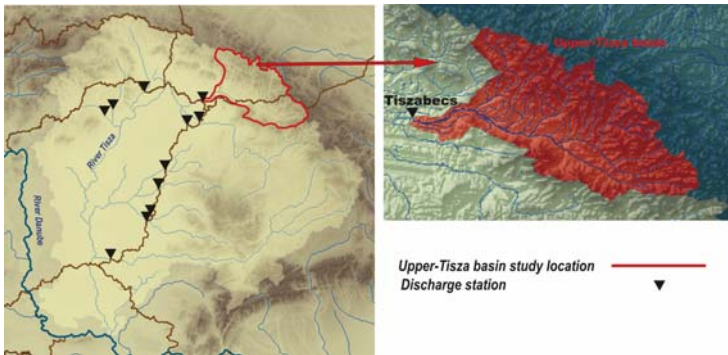 River Tisza
River Danube
Upper-Tisza basin
Tiszabecs
Upper-Tisza basin study location
Discharge station